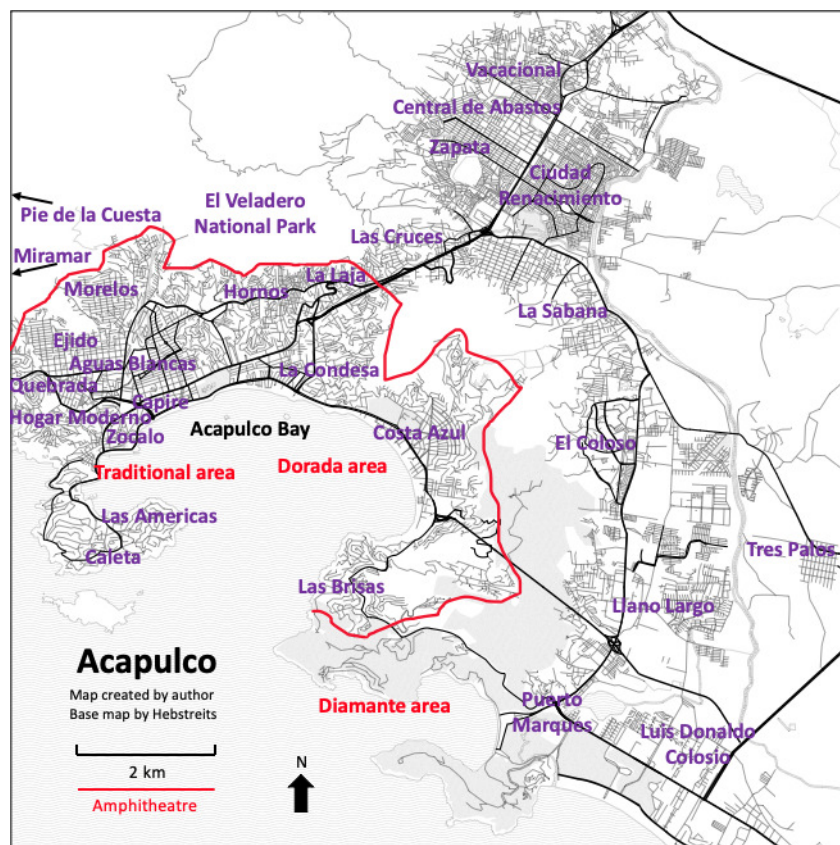 Vacacional
Central de Abastos
Zapata
Ciudad
Renacimiento
El Veladero
National Park
Pie de la Cuesta
Las Cruces
Miramar
La Laja
Morelos
Hornos
La Sabana
Ejido
Aguas Blancas
La Condesa
Quebrada
Capire
Hogar Moderno
Acapulco Bay
Costa Azul
Zocalo
El Coloso
Traditional area
Dorada area
Las Americas
Caleta
Tres Palos
Las Brisas
Llano Largo
Acapulco
Map created by author
Base map by Hebstreits
Diamante area
Puerto
Marques
Luis Donaldo
Colosio
2 km
N
Amphitheatre